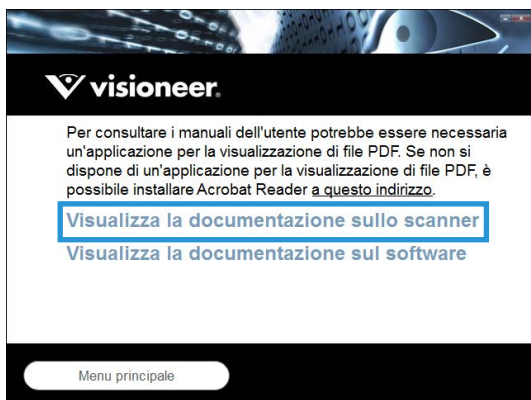 visioneer.
Per consultare i manuali dell'utente potrebbe essere necessaria
un'applicazione per la visualizzazione di file PDF. Se non si
dispone di un'applicazione per la visualizzazione di file PDF, è
possibile installare Acrobat Reader a questo indirizzo.
Visualizza la documentazione sullo scanner
Visualizza la documentazione sul software
Menu principale